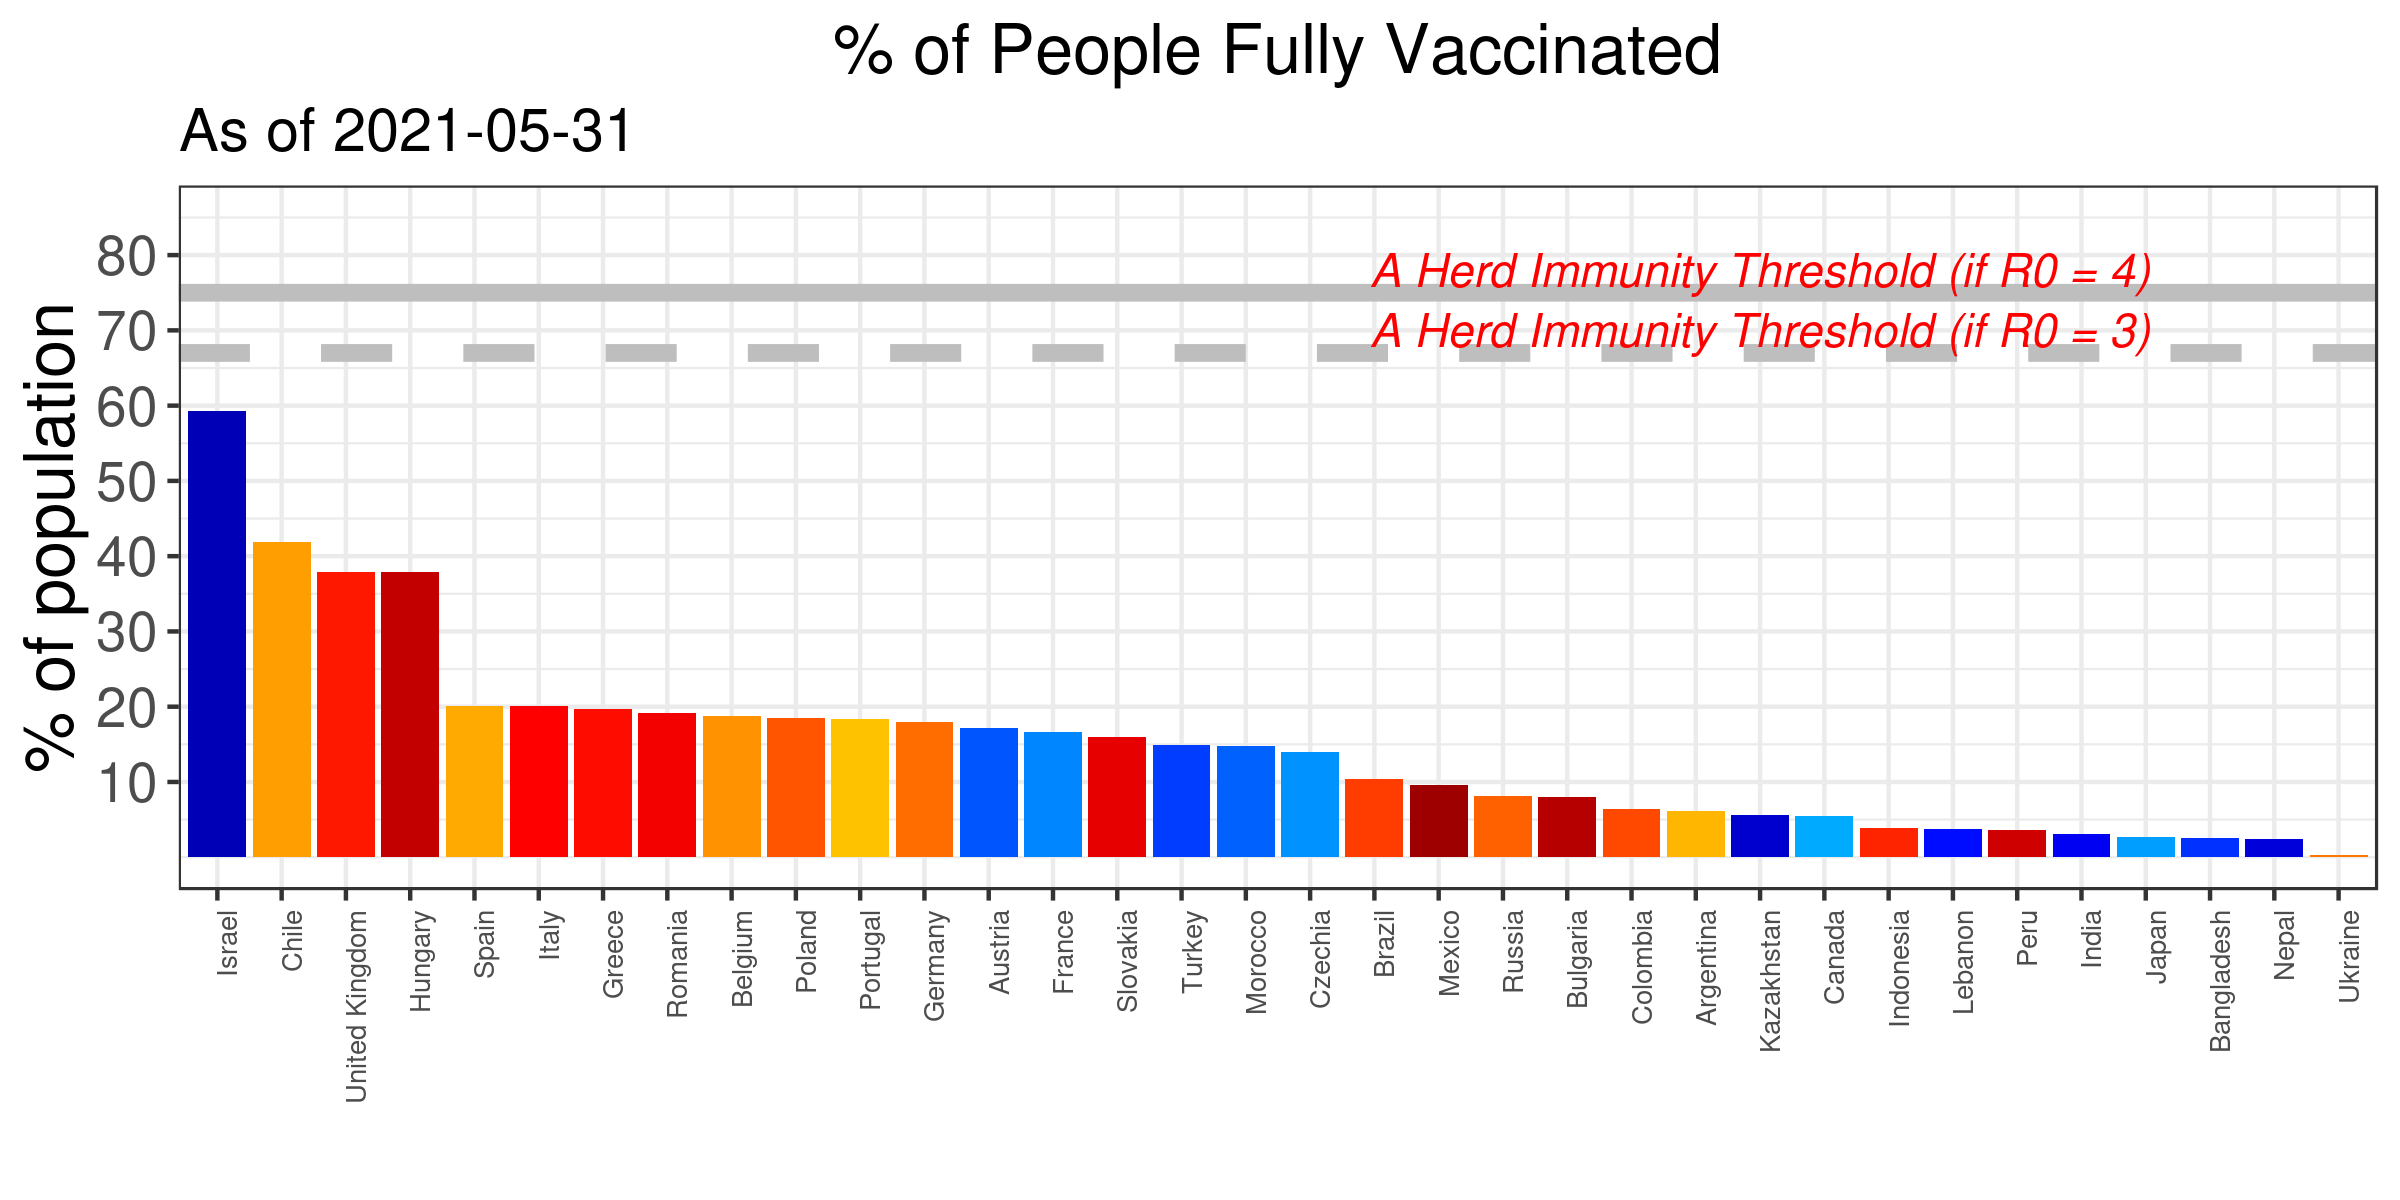 % of People Fully Vaccinated
As of 2021-05-31
% of population
80
70
60
50
40
30
20
10
A Herd Immunity Threshold (if R0 = 4)
A Herd Immunity Threshold (if R0 = 3)
Israel
Chile
United Kingdom
Hungary
Spain
Italy
Greece
Romania
Belgium
Poland
Portugal
Germany
Austria
France
Slovakia
Turkey
Morocco
Czechia
Brazil
Mexico
Russia
Bulgaria
Colombia
Argentina
Kazakhstan
Canada
Indonesia
Lebanon
Peru
India
Japan
Bangladesh
Nepal
Ukraine